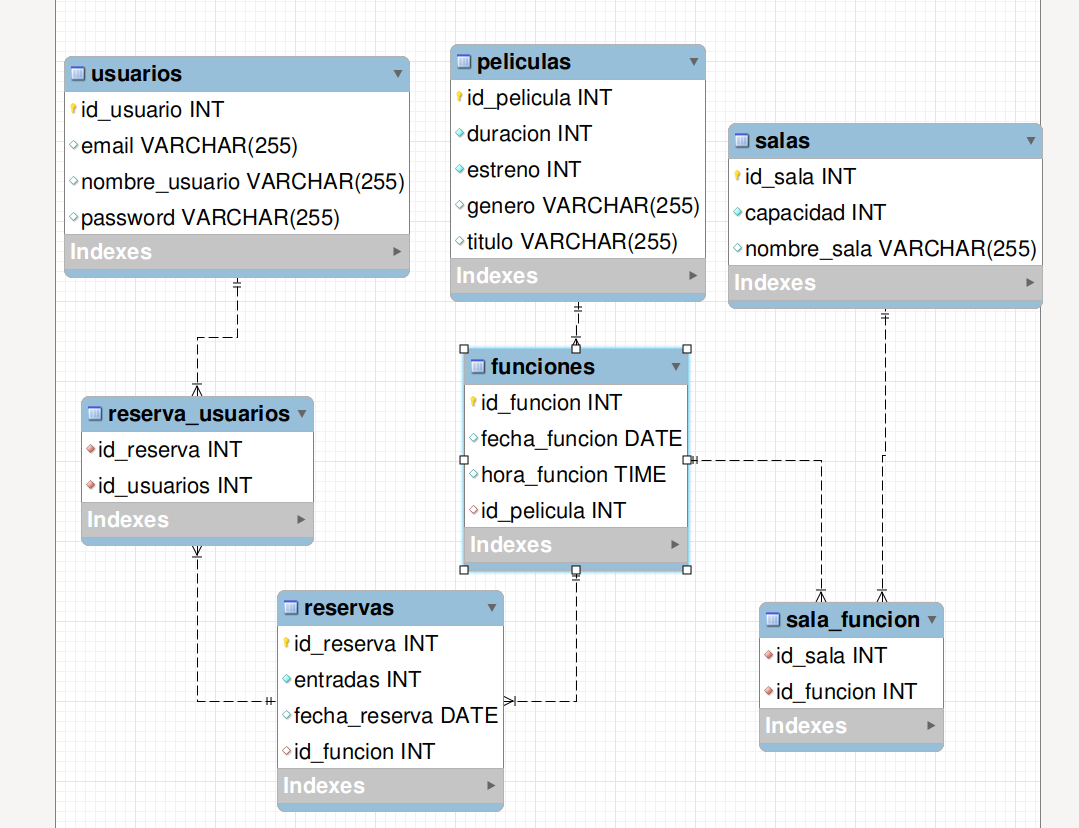 usuarios
id_usuario INT
email VARCHAR(255)
nombre_usuario VARCHAR(255)
password VARCHAR(255)
Indexes
peliculas
id_pelicula INT
duracion INT
estreno INT
genero VARCHAR(255)
titulo VARCHAR(255)
Indexes
salas
id_sala INT
capacidad INT
nombre_sala VARCHAR(255)
Indexes
funciones
id_funcion INT
fecha_funcion DATE
hora_funcion TIME
id_pelicula INT
Indexes
reserva_usuarios
id_reserva INT
id_usuarios INT
Indexes
reservas
id_reserva INT
entradas INT
fecha_reserva DATE
id_funcion INT
Indexes
sala_funcion
id_sala INT
id_funcion INT
Indexes